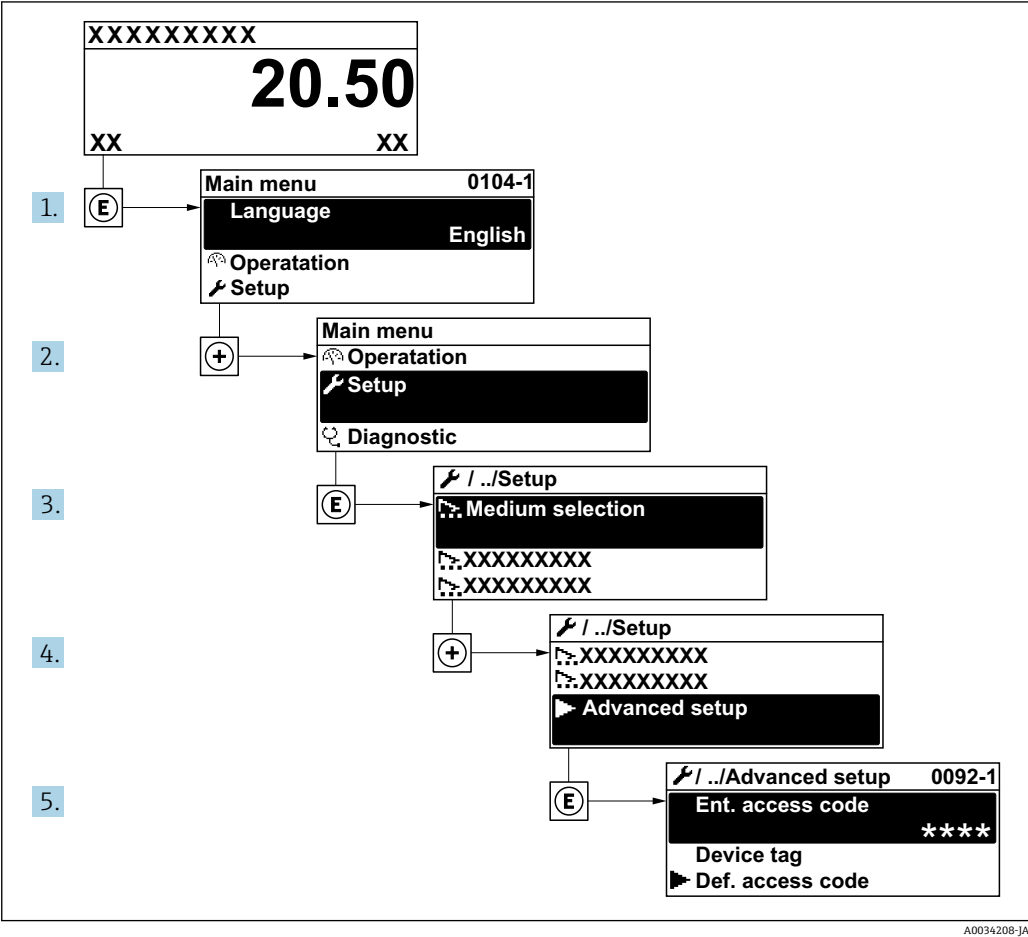 XXXXXXXXX
20.50
XX XX
1. E Main menu 0104-1
Language
English
Operatation
Setup
2. + Main menu
Operatation
Setup
Diagnostic
3. E / ../Setup
Medium selection
XXXXXXXXX
XXXXXXXXX
4. + / ../Setup
XXXXXXXXX
XXXXXXXXX
Advanced setup
5. E / ../Advanced setup 0092-1
Ent. access code
****
Device tag
Def. access code
A0034208-JA